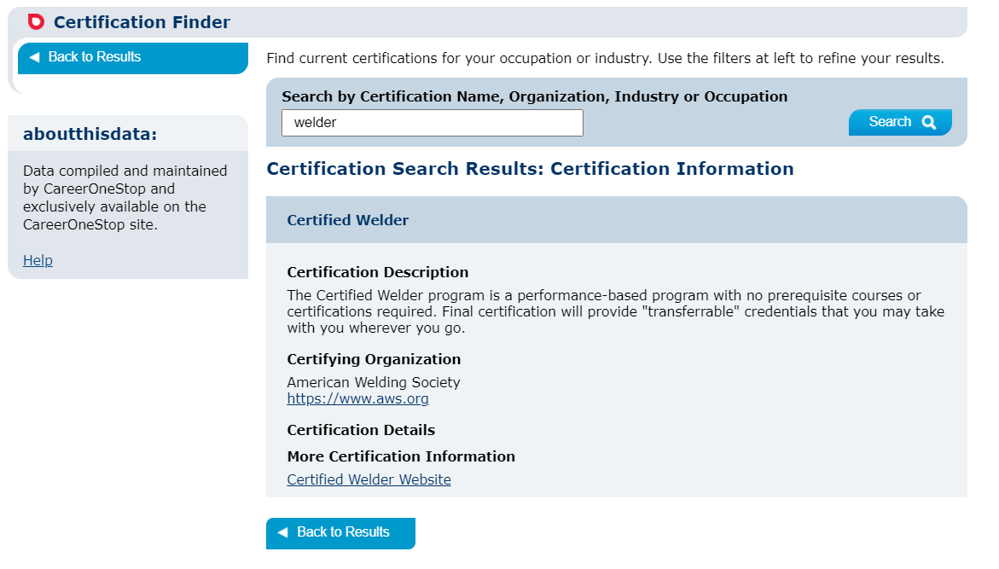 Certification Finder
Back to Results
aboutthisdata:
Data compiled and maintained
by CareerOneStop and
exclusively available on the
CareerOneStop site.
Help
Find current certifications for your occupation or industry. Use the filters at left to refine your results.
Search by Certification Name, Organization, Industry or Occupation
welder
Search
Certification Search Results: Certification Information
Certified Welder
Certification Description
The Certified Welder program is a performance-based program with no prerequisite courses or
certifications required. Final certification will provide "transferrable" credentials that you may take
with you wherever you go.
Certifying Organization
American Welding Society
https://www.aws.org
Certification Details
More Certification Information
Certified Welder Website
Back to Results